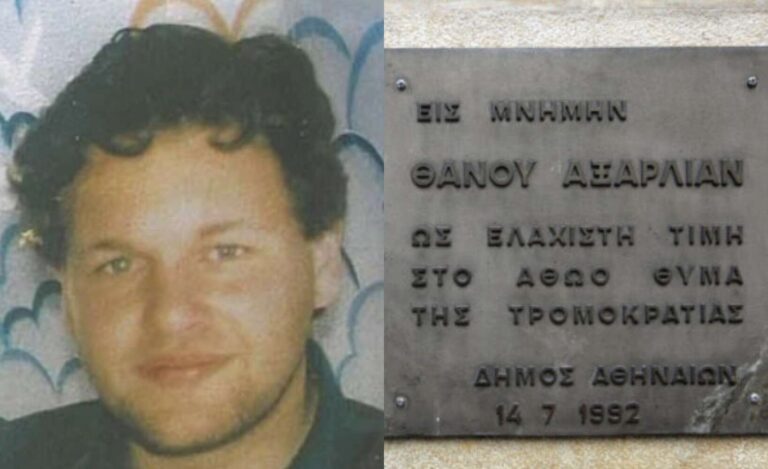 ΕΙΣ ΜΝΗΜΗΝ
ΘΑΝΟΥ ΑΞΑΡΛΙΑΝ
ΩΣ ΕΛΑΧΙΣΤΗ ΤΙΜΗ
ΣΤΟ ΑΘΩΟ ΘΥΜΑ
ΤΗΣ ΤΡΟΜΟΚΡΑΤΙΑΣ
ΔΗΜΟΣ ΑΘΗΝΑΙΩΝ
14 7 1992